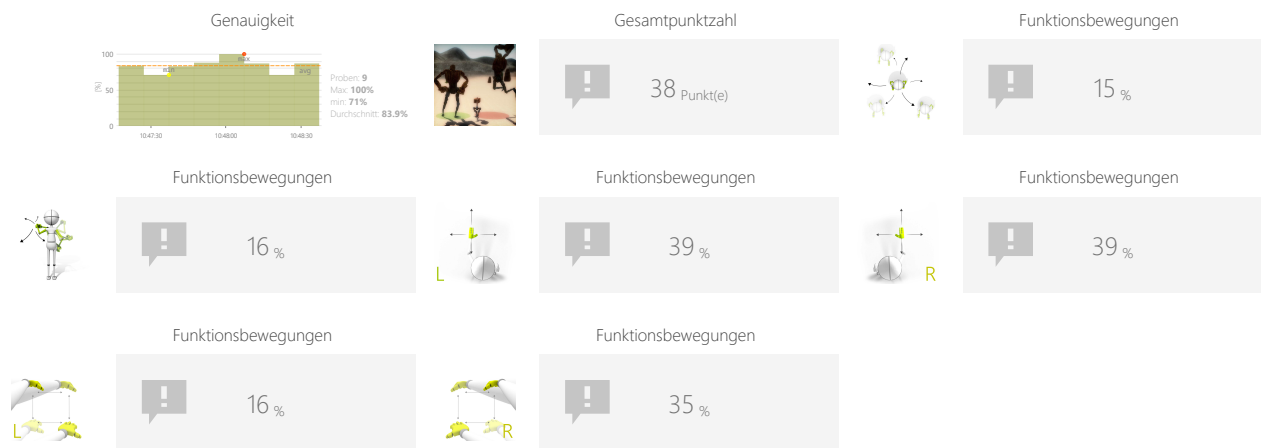 Genauigkeit
Gesamtpunktzahl
Funktionsbewegungen
100
50
0
[%]
min
max
avg
10:47:30
10:48:00
10:48:30
Proben: 9
Max: 100%
min: 71%
Durchschnitt: 83.9%
38 Punkt(e)
15 %
Funktionsbewegungen
Funktionsbewegungen
Funktionsbewegungen
16 %
L
39 %
R
39 %
Funktionsbewegungen
Funktionsbewegungen
L
16 %
R
35 %